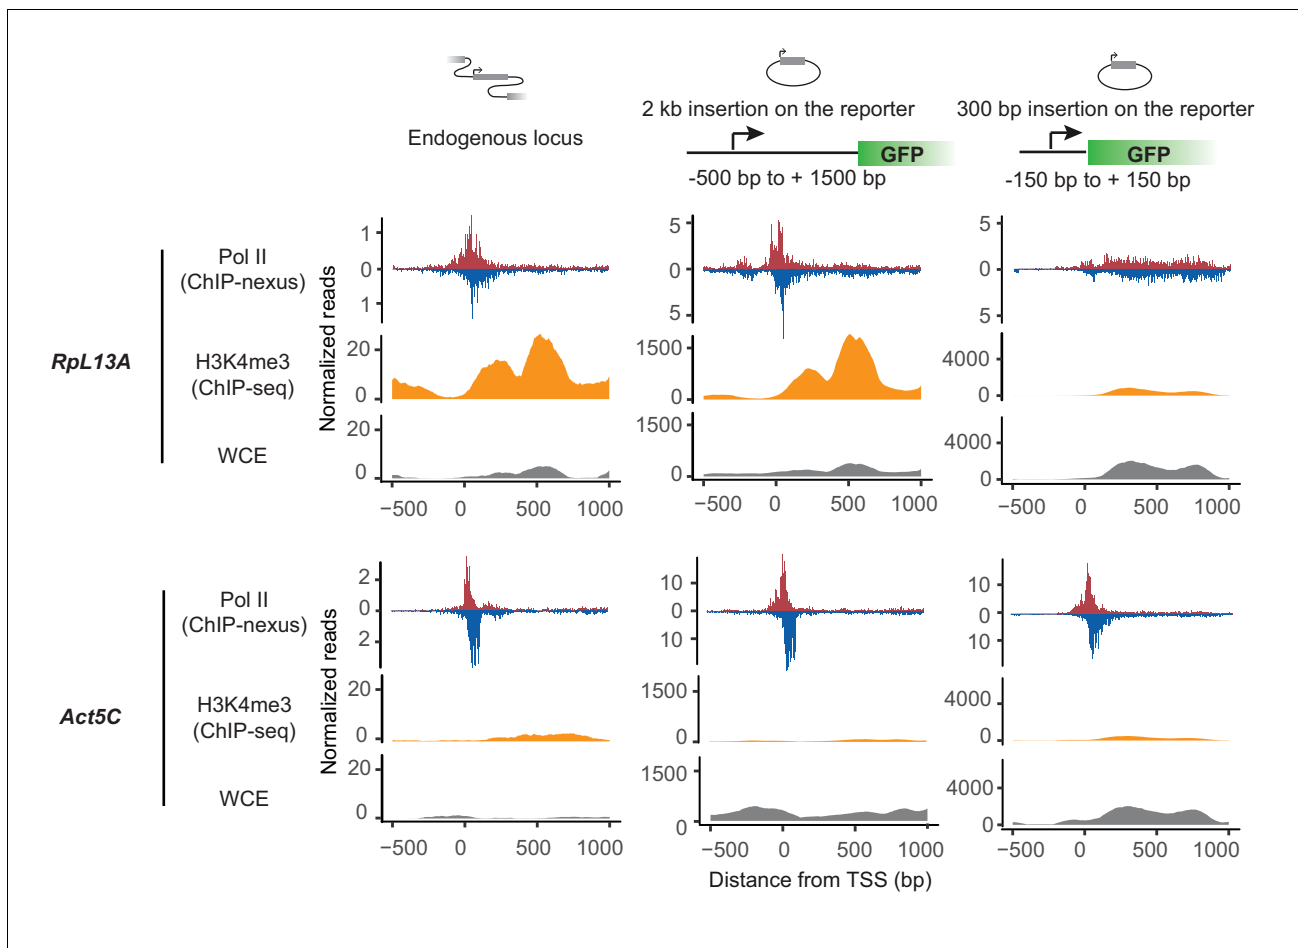 Endogenous locus
2 kb insertion on the reporter
GFP
-500 bp to + 1500 bp
300 bp insertion on the reporter
GFP
-150 bp to + 150 bp
RpL13A
Pol II
(ChIP-nexus)
H3K4me3
(ChIP-seq)
WCE
Normalized reads
1
0
1
20
0
20
0
−500 0 500 1000
5
0
5
1500
0
1500
0
−500 0 500 1000
5
0
5
4000
0
4000
0
−500 0 500 1000
Act5C
Pol II
(ChIP-nexus)
H3K4me3
(ChIP-seq)
WCE
Normalized reads
2
0
2
20
0
20
0
−500 0 500 1000
10
0
10
1500
0
1500
0
−500 0 500 1000
10
0
10
4000
0
4000
0
−500 0 500 1000
Distance from TSS (bp)